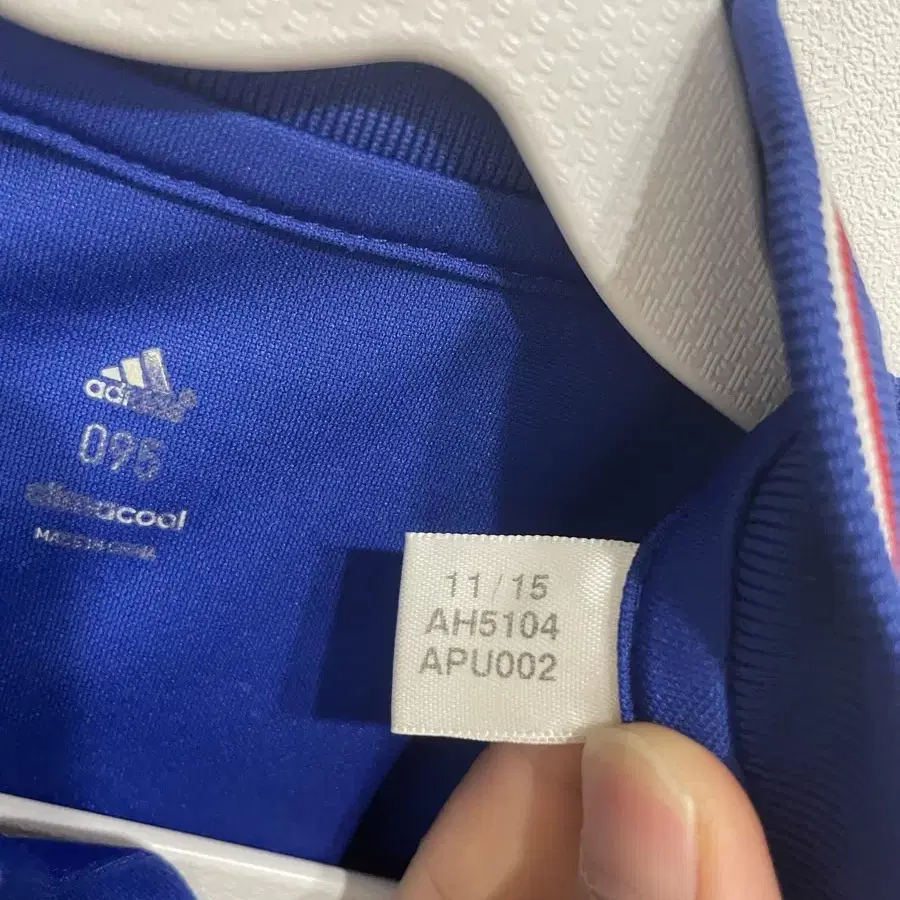 adidas
095
climacool
MADE IN CHINA
11/15
AH5104
APU002